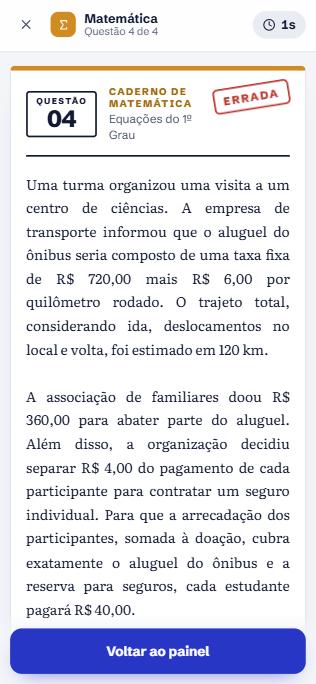 Matemática
Questão 4 de 4
1s
QUESTÃO
04
CADERNO DE
MATEMÁTICA
Equações do 1º
Grau
ERRADA
Uma turma organizou uma visita a um
centro de ciências. A empresa de
transporte informou que o aluguel do
ônibus seria composto de uma taxa fixa
de R$ 720,00 mais R$ 6,00 por
quilômetro rodado. O trajeto total,
considerando ida, deslocamentos no
local e volta, foi estimado em 120 km.
A associação de familiares doou R$
360,00 para abater parte do aluguel.
Além disso, a organização decidiu
separar R$ 4,00 do pagamento de cada
participante para contratar um seguro
individual. Para que a arrecadação dos
participantes, somada à doação, cubra
exatamente o aluguel do ônibus e a
reserva para seguros, cada estudante
pagará R$ 40,00.
Voltar ao painel